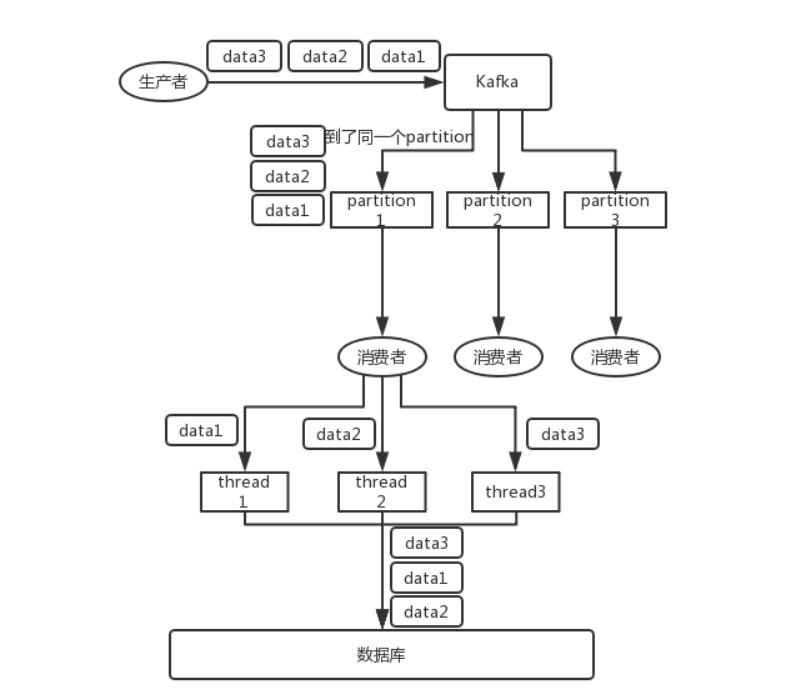 data3 data2 data1
生产者
Kafka
到了同一个partition
data3
data2
data1
partition
1
partition
2
partition
3
消费者 消费者 消费者
data1 data2 data3
thread
1
thread
2
thread3
data3
data1
data2
数据库